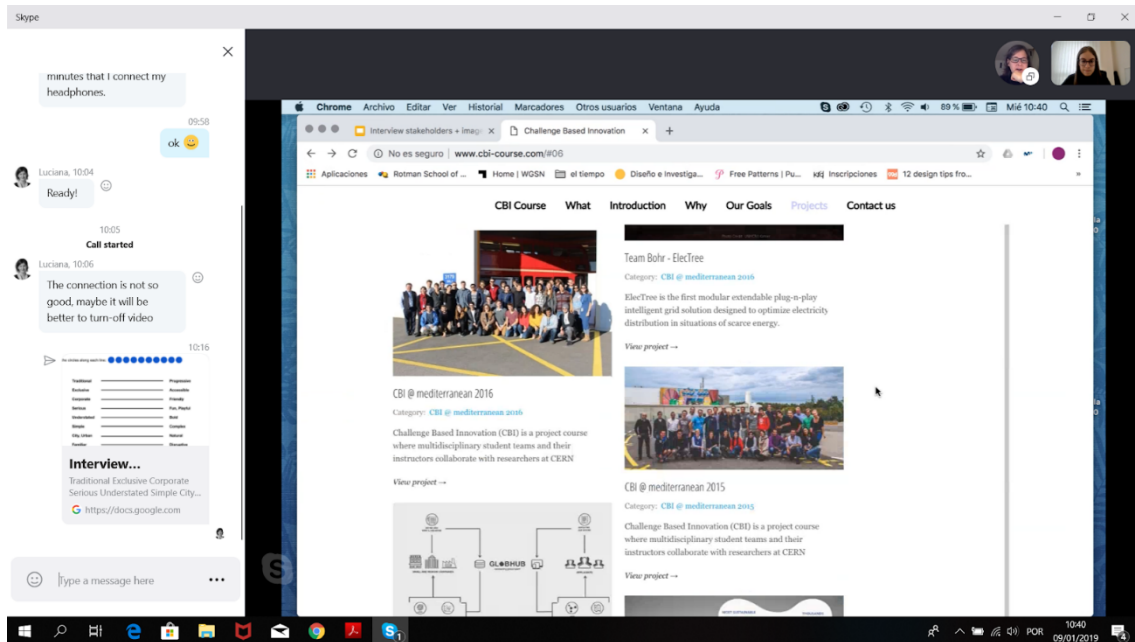 Skype
minutes that I connect my
headphones.
09:58
ok
Luciana, 10:04
Ready!
10:05
Call started
Luciana, 10:06
The connection is not so
good, maybe it will be
better to turn-off video
10:16
Traditional Progressive
Exclusive Accessible
Corporate Friendly
Serious Fun, Playful
Understated Bold
Simple Complex
City, Urban Natural
Familiar Disruptive
Interview...
Traditional Exclusive Corporate
Serious Understated Simple City...
https://docs.google.com
Type a message here
Chrome Archivo Editar Ver Historial Marcadores Otros usuarios Ventana Ayuda 89 % Mié 10:40
Interview stakeholders + imag Challenge Based Innovation
No es seguro www.cbi-course.com/#06
Aplicaciones Rotman School of ... Home | WGSN el tiempo Diseño e Investiga... Free Patterns | Pu... Inscripciones 12 design tips fro...
CBI Course What Introduction Why Our Goals Projects Contact us
CBI @ mediterranean 2016
Category: CBI @ mediterranean 2016
Challenge Based Innovation (CBI) is a project course
where multidisciplinary student teams and their
instructors collaborate with researchers at CERN
View project →
GLOBHUB
Team Bohr - ElecTree
Category: CBI @ mediterranean 2016
ElecTree is the first modular extendable plug-n-play
intelligent grid solution designed to optimize electricity
distribution in situations of scarce energy.
View project →
CBI @ mediterranean 2015
Category: CBI @ mediterranean 2015
Challenge Based Innovation (CBI) is a project course
where multidisciplinary student teams and their
instructors collaborate with researchers at CERN
View project →
POR
10:40
09/01/2019